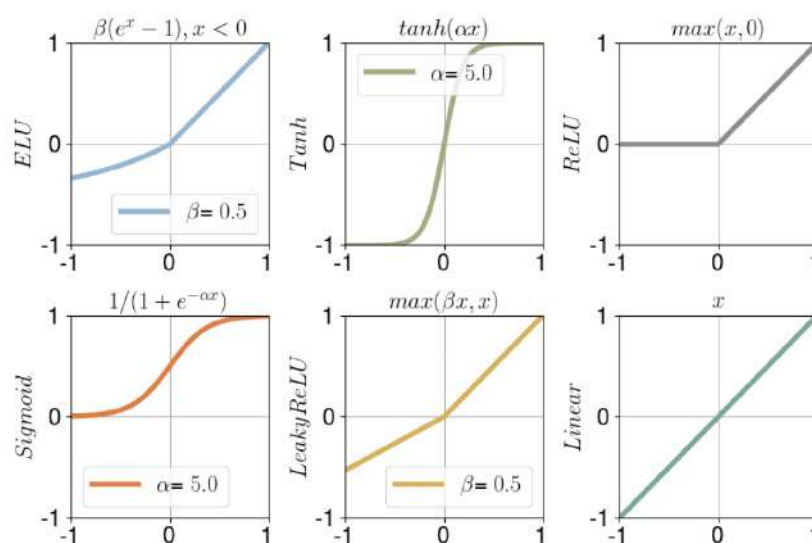 β(e^x − 1), x < 0
ELU
1
0
-1
-1
0
1
β= 0.5
tanh(αx)
Tanh
1
0
-1
-1
0
1
α= 5.0
max(x, 0)
ReLU
1
0
-1
-1
0
1
1/(1 + e^{−αx})
Sigmoid
1
0
-1
-1
0
1
α= 5.0
max(βx, x)
LeakyReLU
1
0
-1
-1
0
1
β= 0.5
x
Linear
1
0
-1
-1
0
1